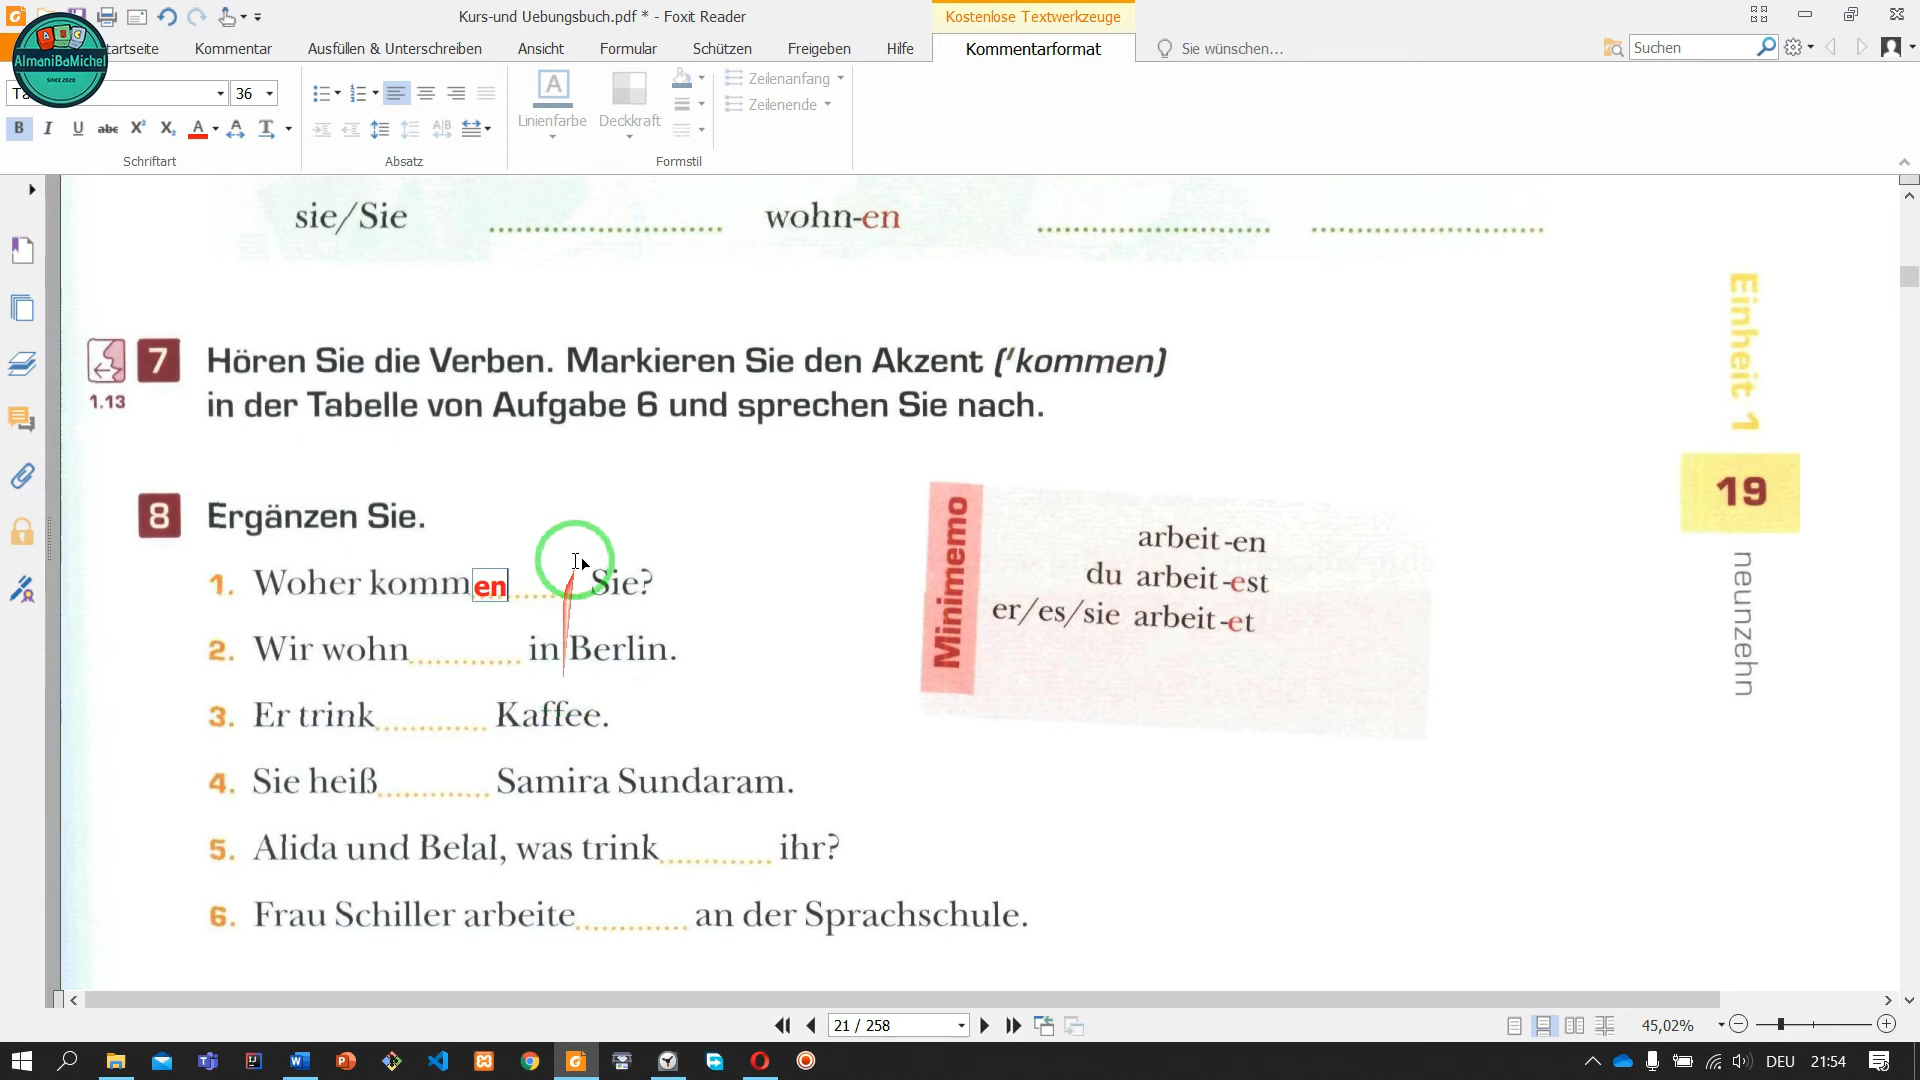 Kurs-und Uebungsbuch.pdf * - Foxit Reader
Kostenlose Textwerkzeuge
Kommentar
Ausfüllen & Unterschreiben
Ansicht
Formular
Schützen
Freigeben
Hilfe
Kommentarformat
Sie wünschen...
Suchen
AlmaniBaMichel
SINCE 2020
36
Linienfarbe
Deckkraft
Zeilenanfang
Zeilenende
Schriftart
Absatz
Formstil
sie/Sie
wohn-en
7 Hören Sie die Verben. Markieren Sie den Akzent ('kommen)
1.13 in der Tabelle von Aufgabe 6 und sprechen Sie nach.
8 Ergänzen Sie.
1. Woher kommen Sie?
2. Wir wohn in Berlin.
3. Er trink Kaffee.
4. Sie heiß Samira Sundaram.
5. Alida und Belal, was trink ihr?
6. Frau Schiller arbeite an der Sprachschule.
Minimemo
arbeit-en
du arbeit-est
er/es/sie arbeit-et
Einheit 1
19
neunzehn
21 / 258
45,02%
DEU
21:54